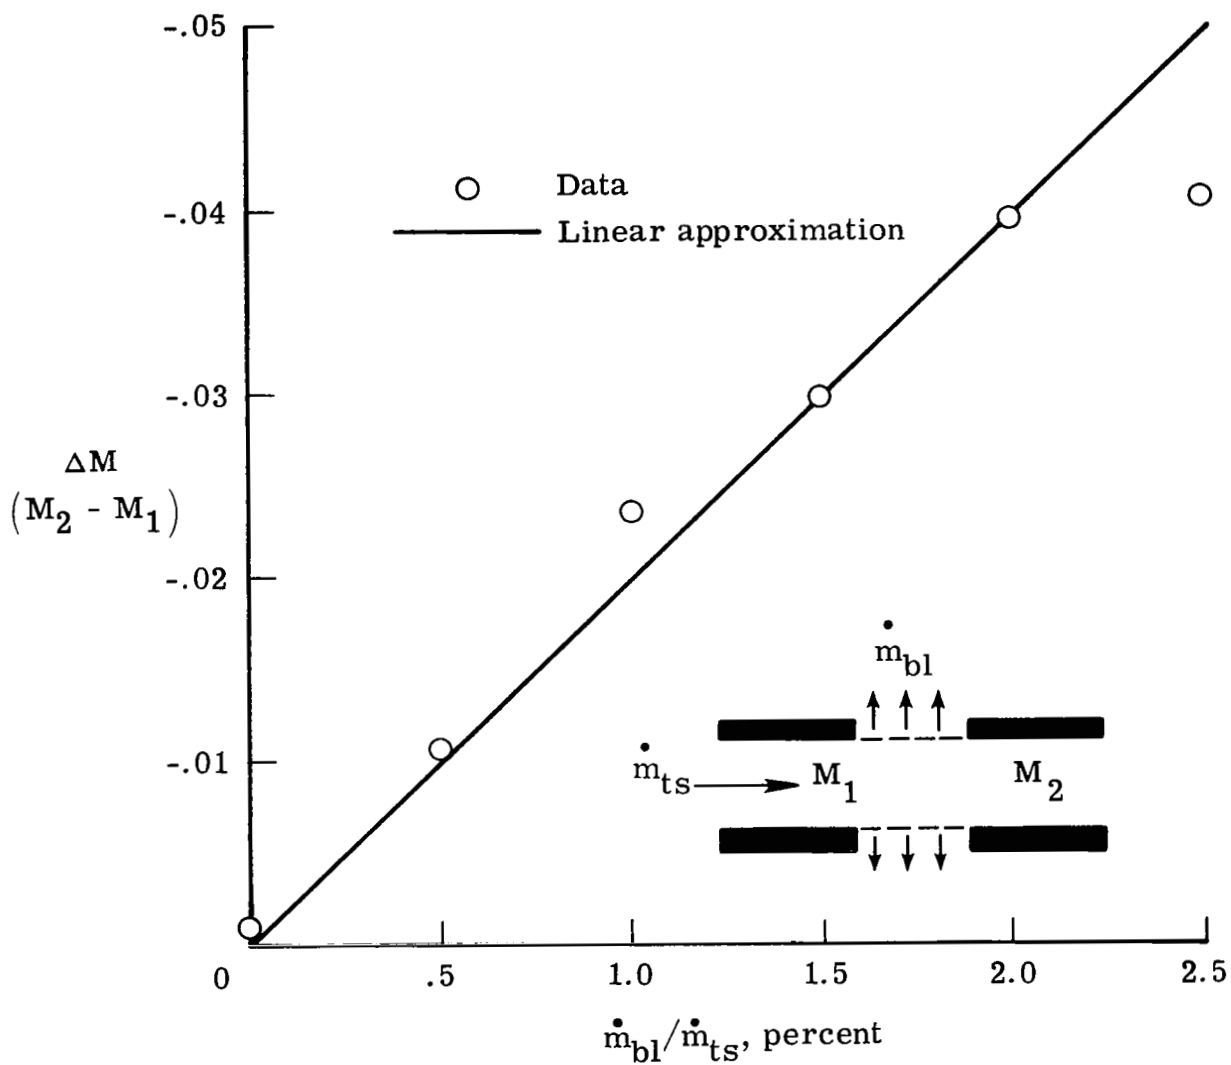 -.05
Data
-.04
Linear approximation
-.03
ΔM
(M₂ - M₁)
-.02
ṁbl
-.01
ṁts
M₁
M₂
0
.5
1.0
1.5
2.0
2.5
ṁbl/ṁts, percent